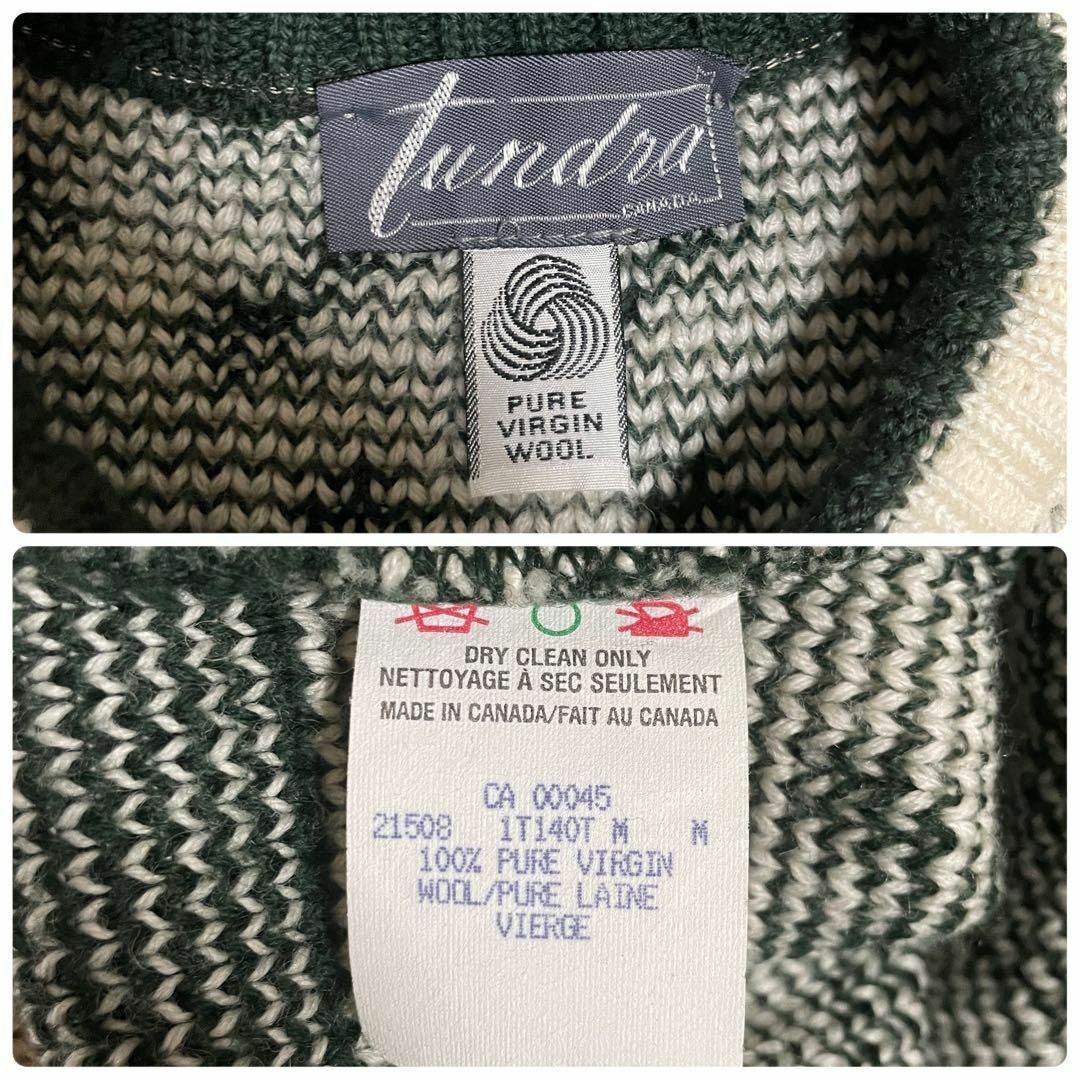 Tundra
CANADA
PURE
VIRGIN
WOOL
DRY CLEAN ONLY
NETTOYAGE À SEC SEULEMENT
MADE IN CANADA/FAIT AU CANADA
CA 00045
21508 1T140T M M
100% PURE VIRGIN
WOOL/PURE LAINE
VIERGE